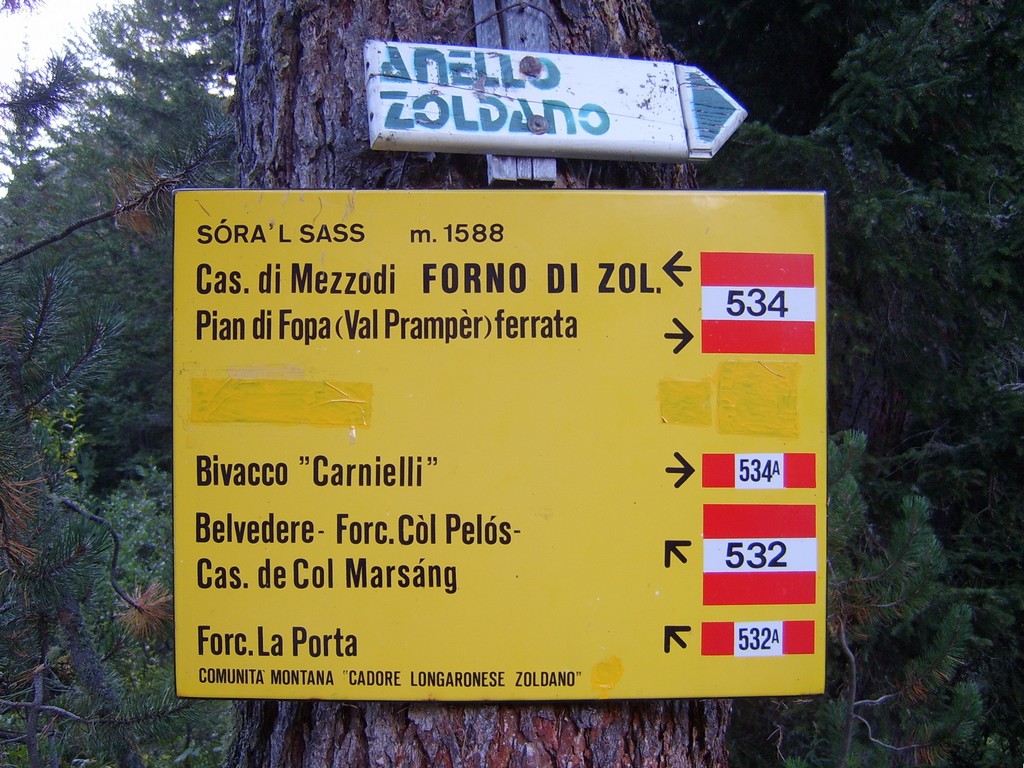 ANELLO
ZOLDANO
SÓRA'L SASS m. 1588
Cas. di Mezzodi FORNO DI ZOL. ←
534
Pian di Fopa (Val Prampèr) ferrata →
Bivacco "Carnielli" → 534A
Belvedere - Forc. Còl Pelós -
↖ 532
Cas. de Col Marsáng
Forc. La Porta ↖ 532A
COMUNITA' MONTANA "CADORE LONGARONESE ZOLDANO"